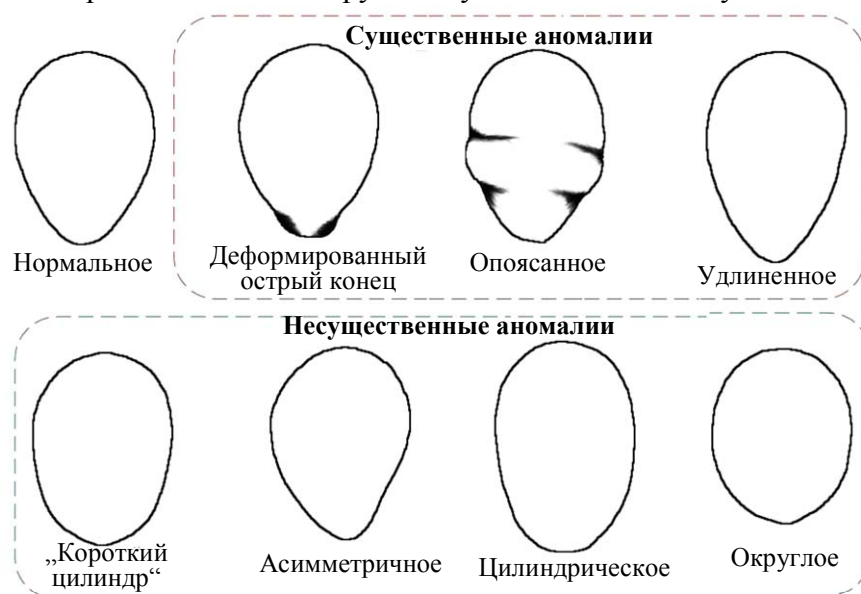 Существенные аномалии
Нормальное
Деформированный
острый конец
Опоясанное
Удлиненное
Несущественные аномалии
„Короткий
цилиндр“
Асимметричное
Цилиндрическое
Округлое